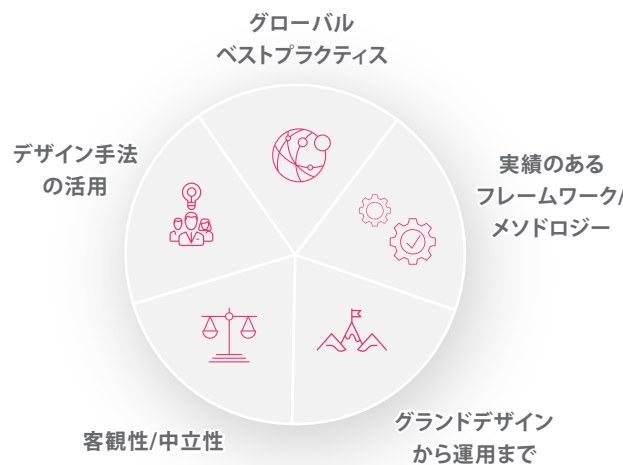 グローバル
ベストプラクティス
デザイン手法
の活用
実績のある
フレームワーク/
メソドロジー
客観性/中立性
グランドデザイン
から運用まで